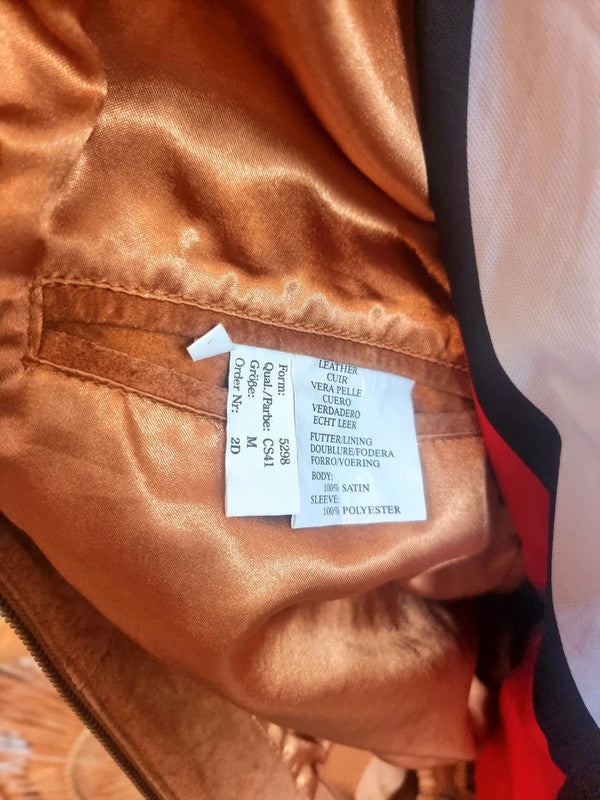 Form: 5298
Qual./Farbe: CS41
Größe: M
Order Nr: 2D
LEATHER
CUIR
VERA PELLE
CUERO
VERDADERO
ECHT LEER
FUTTER/LINING
DOUBLURE/FODERA
FORRO/VOERING
BODY:
100% SATIN
SLEEVE:
100% POLYESTER